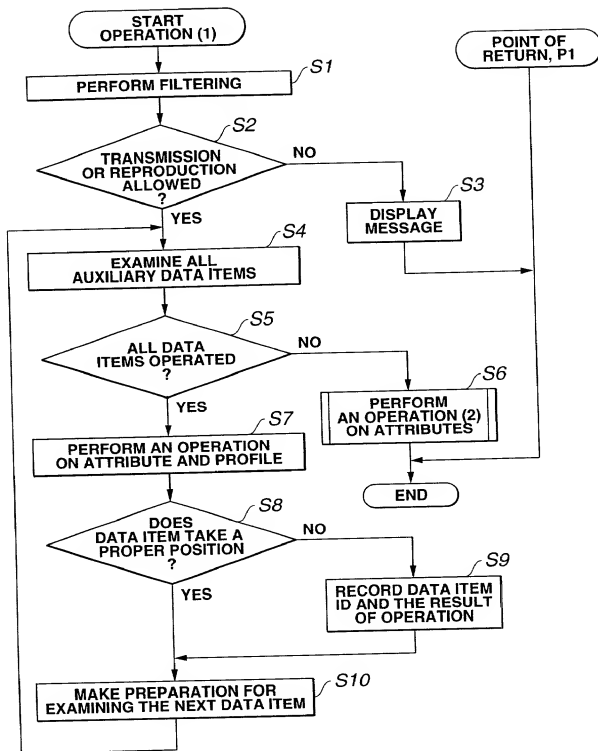 START
OPERATION (1)
POINT OF
RETURN, P1
S1
PERFORM FILTERING
S2
TRANSMISSION
OR REPRODUCTION
ALLOWED
?
NO
YES
S3
DISPLAY
MESSAGE
S4
EXAMINE ALL
AUXILIARY DATA ITEMS
S5
ALL DATA
ITEMS OPERATED
?
NO
YES
S6
PERFORM
AN OPERATION (2)
ON ATTRIBUTES
S7
PERFORM AN OPERATION
ON ATTRIBUTE AND PROFILE
END
S8
DOES
DATA ITEM TAKE A
PROPER POSITION
?
NO
YES
S9
RECORD DATA ITEM
ID AND THE RESULT
OF OPERATION
S10
MAKE PREPARATION FOR
EXAMINING THE NEXT DATA ITEM